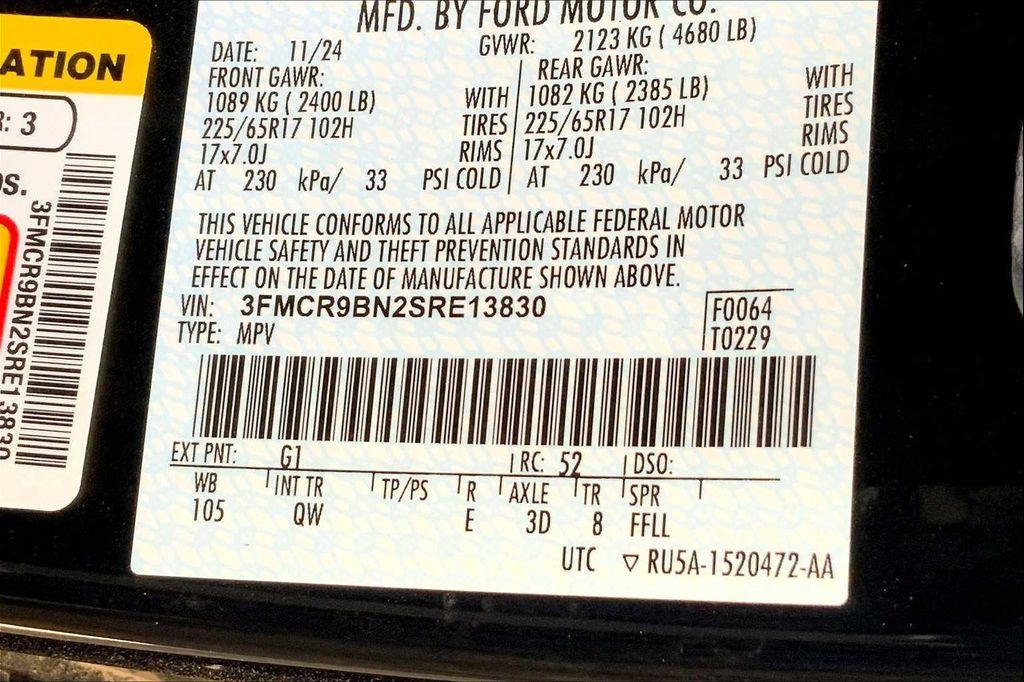 ATION
R: 3
3FMCR9BN2SRE13830
MFD. BY FORD MOTOR CO.
DATE: 11/24 GVWR: 2123 KG ( 4680 LB)
FRONT GAWR: REAR GAWR:
1089 KG ( 2400 LB) WITH 1082 KG ( 2385 LB) WITH
225/65R17 102H TIRES 225/65R17 102H TIRES
17x7.0J RIMS 17x7.0J RIMS
AT 230 kPa/ 33 PSI COLD AT 230 kPa/ 33 PSI COLD
THIS VEHICLE CONFORMS TO ALL APPLICABLE FEDERAL MOTOR
VEHICLE SAFETY AND THEFT PREVENTION STANDARDS IN
EFFECT ON THE DATE OF MANUFACTURE SHOWN ABOVE.
VIN: 3FMCR9BN2SRE13830 F0064
TYPE: MPV T0229
EXT PNT: G1 RC: 52 DSO:
WB INT TR TP/PS R AXLE TR SPR
105 QW E 3D 8 FFLL
UTC ▽ RU5A-1520472-AA